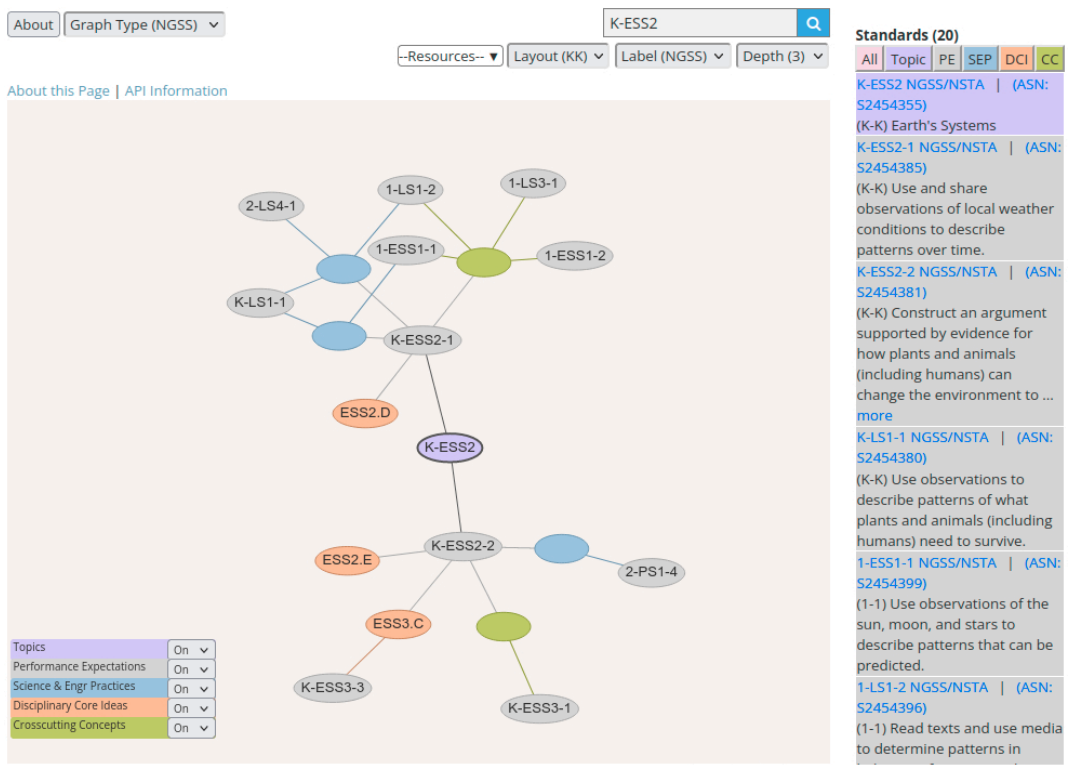 About Graph Type (NGSS)
K-ESS2
--Resources-- ▼ Layout (KK) Label (NGSS) Depth (3)
About this Page | API Information
1-LS3-1
1-LS1-2
2-LS4-1
1-ESS1-1
1-ESS1-2
K-LS1-1
K-ESS2-1
ESS2.D
K-ESS2
K-ESS2-2
ESS2.E
2-PS1-4
ESS3.C
K-ESS3-3
K-ESS3-1
Topics On
Performance Expectations On
Science & Engr Practices On
Disciplinary Core Ideas On
Crosscutting Concepts On
Standards (20)
All Topic PE SEP DCI CC
K-ESS2 NGSS/NSTA | (ASN:
S2454355)
(K-K) Earth's Systems
K-ESS2-1 NGSS/NSTA | (ASN:
S2454385)
(K-K) Use and share
observations of local weather
conditions to describe
patterns over time.
K-ESS2-2 NGSS/NSTA | (ASN:
S2454381)
(K-K) Construct an argument
supported by evidence for
how plants and animals
(including humans) can
change the environment to ...
more
K-LS1-1 NGSS/NSTA | (ASN:
S2454380)
(K-K) Use observations to
describe patterns of what
plants and animals (including
humans) need to survive.
1-ESS1-1 NGSS/NSTA | (ASN:
S2454399)
(1-1) Use observations of the
sun, moon, and stars to
describe patterns that can be
predicted.
1-LS1-2 NGSS/NSTA | (ASN:
S2454396)
(1-1) Read texts and use media
to determine patterns in